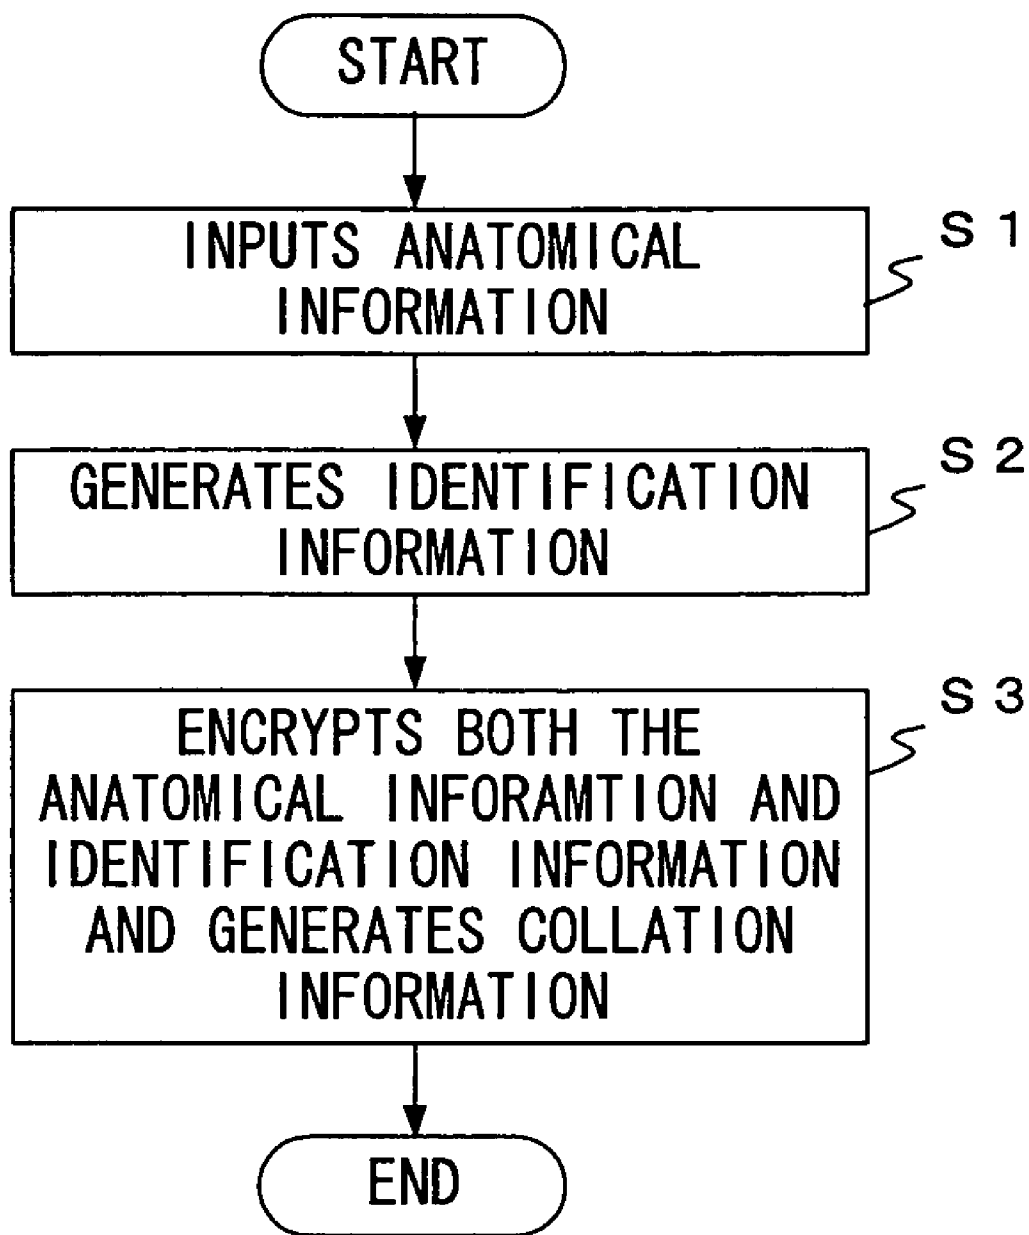 START
INPUTS ANATOMICAL
INFORMATION
S 1
GENERATES IDENTIFICATION
INFORMATION
S 2
ENCRYPTS BOTH THE
ANATOMICAL INFORAMTION AND
IDENTIFICATION INFORMATION
AND GENERATES COLLATION
INFORMATION
S 3
END